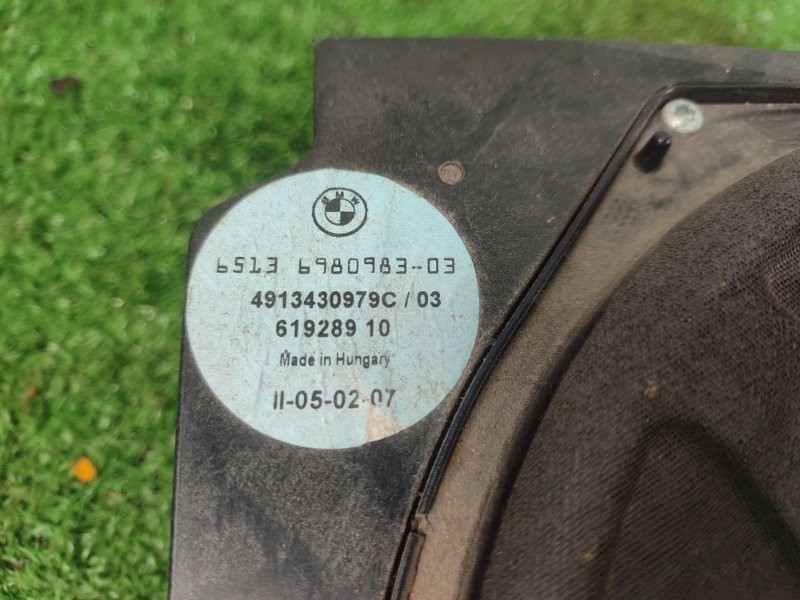 BMW
6513 6980983-03
4913430979C / 03
619289 10
Made in Hungary
II-05-02-07